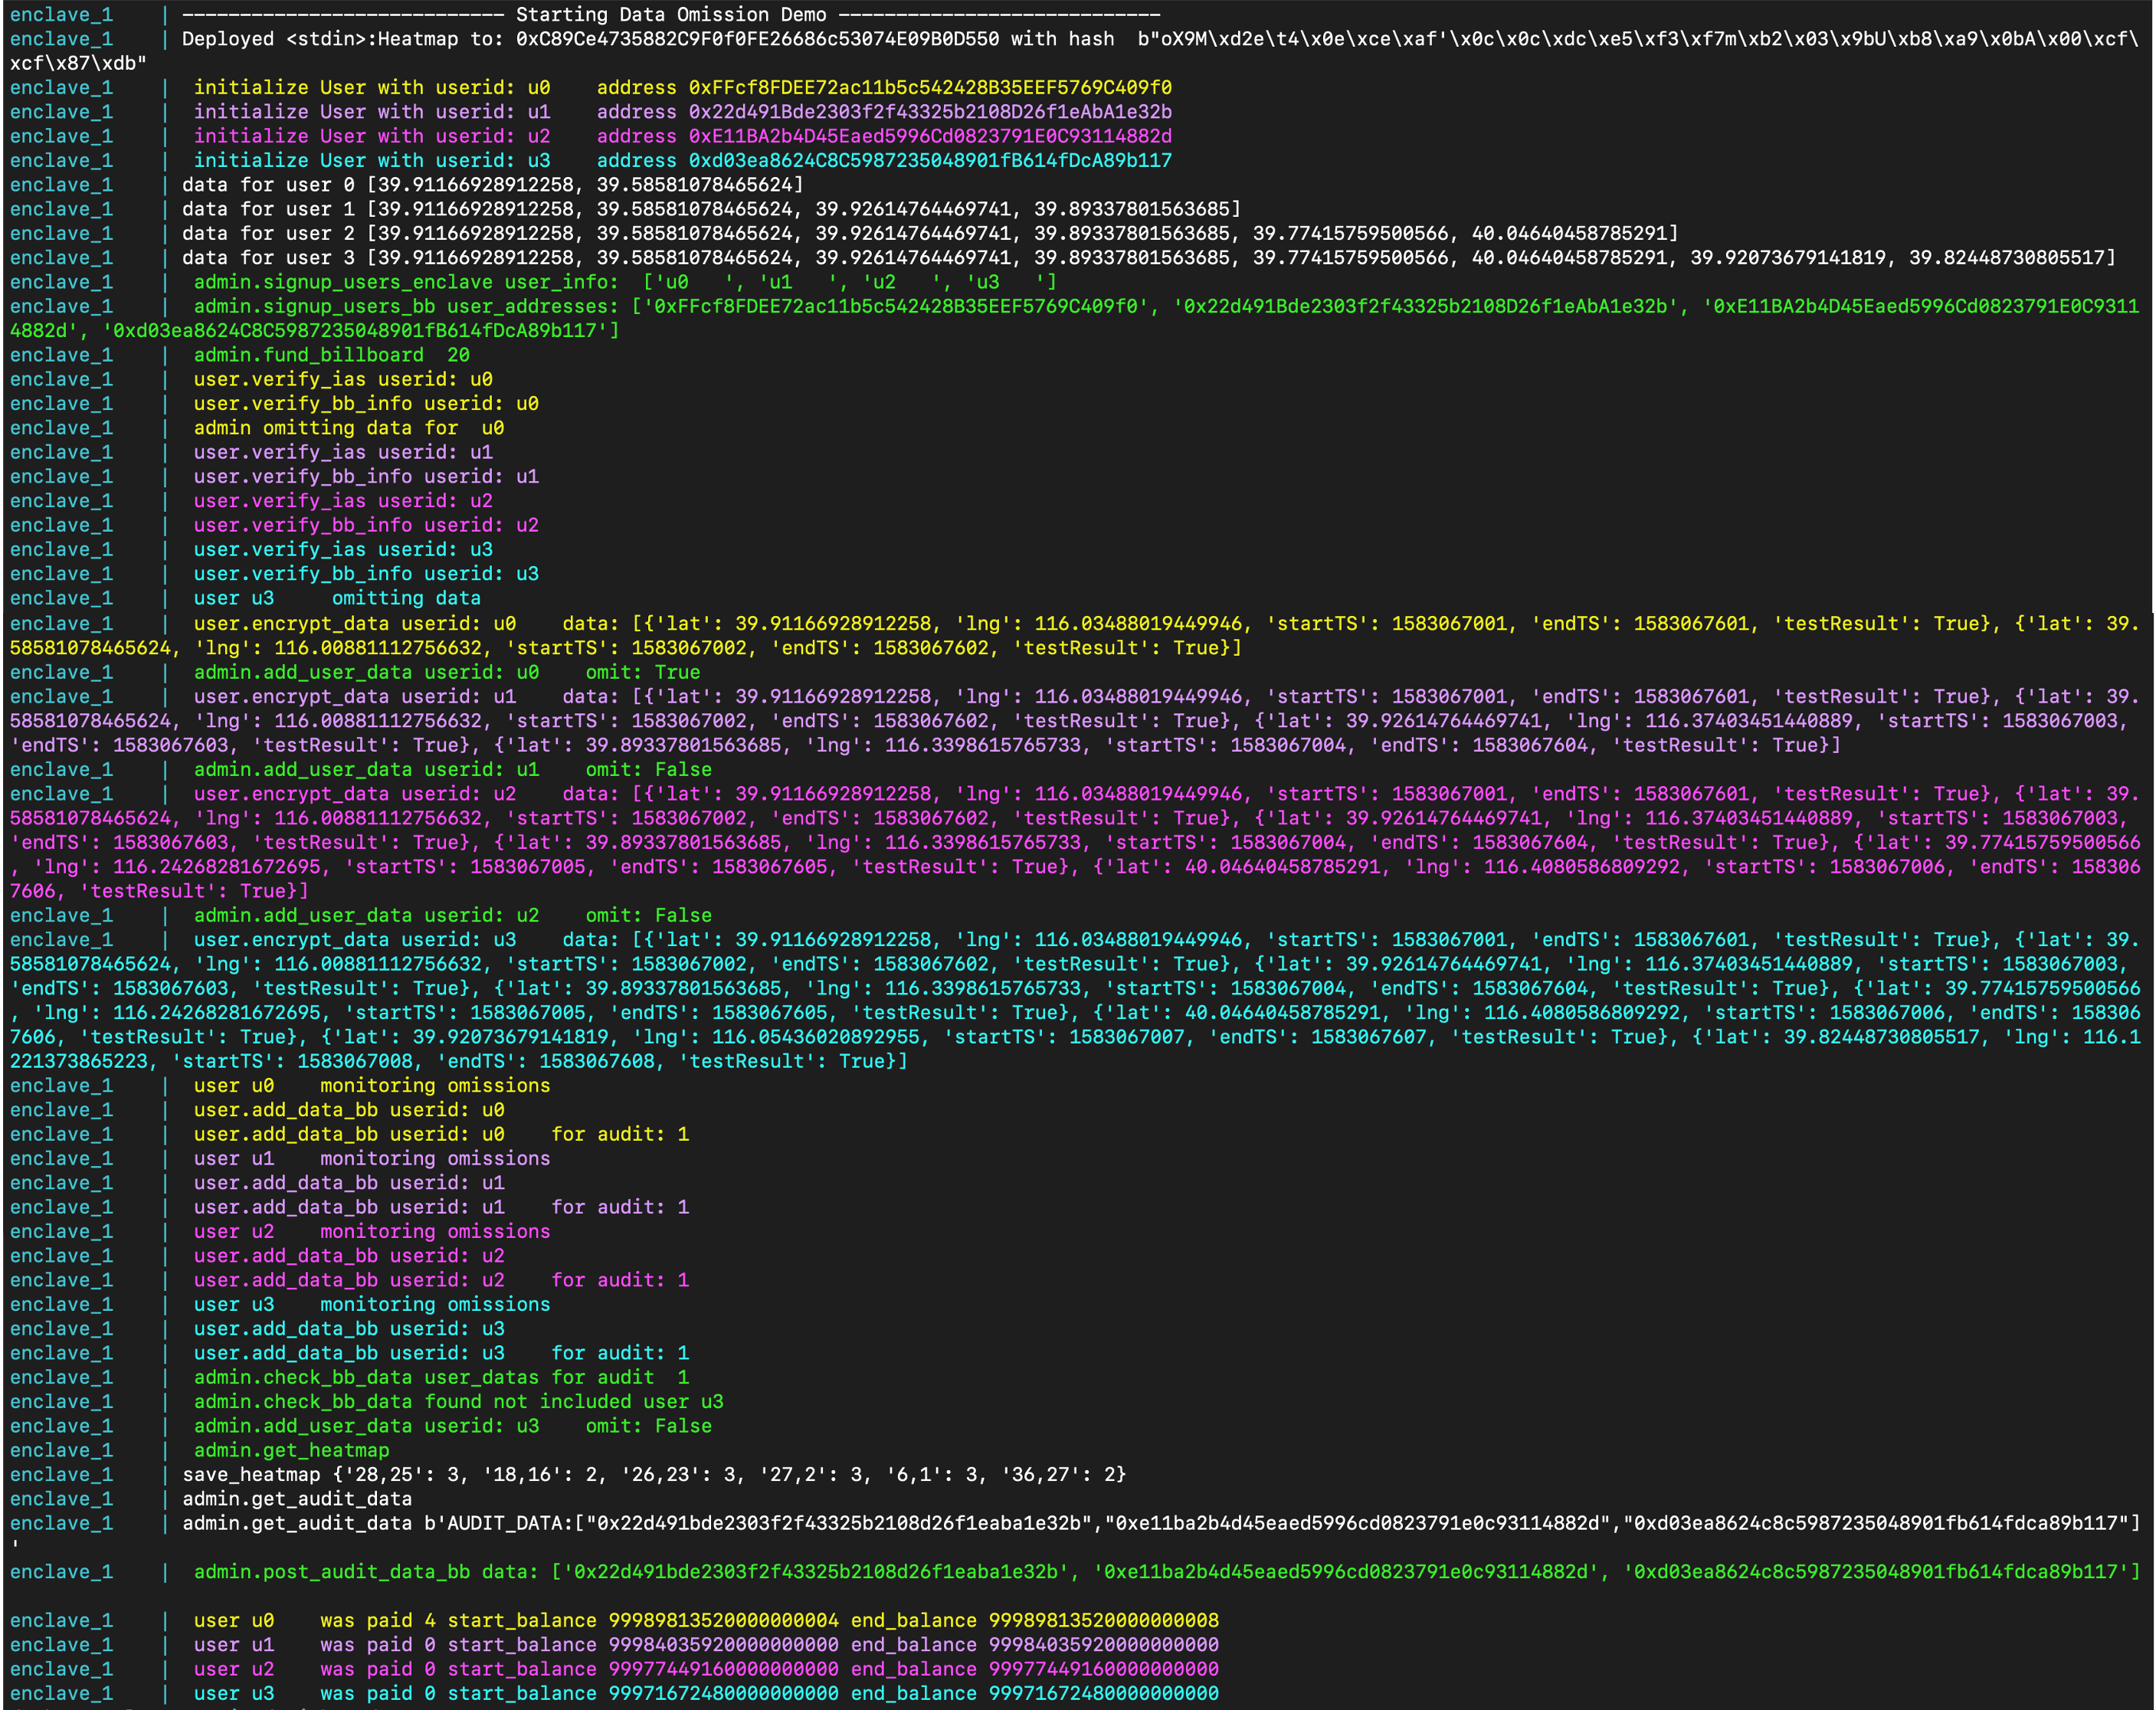 enclave_1    | ---------------------------- Starting Data Omission Demo ----------------------------
enclave_1    | Deployed <stdin>:Heatmap to: 0xC89Ce4735882C9F0f0FE26686c53074E09B0D550 with hash  b"oX9M\xd2e\t4\x0e\xce\xaf'\x0c\x0c\xdc\xe5\xf3\xf7m\xb2\x03\x9bU\xb8\xa9\x0bA\x00\xcf\
xcf\x87\xdb"
enclave_1    |  initialize User with userid: u0    address 0xFFcf8FDEE72ac11b5c542428B35EEF5769C409f0
enclave_1    |  initialize User with userid: u1    address 0x22d491Bde2303f2f43325b2108D26f1eAbA1e32b
enclave_1    |  initialize User with userid: u2    address 0xE11BA2b4D45Eaed5996Cd0823791E0C93114882d
enclave_1    |  initialize User with userid: u3    address 0xd03ea8624C8C5987235048901fB614fDcA89b117
enclave_1    | data for user 0 [39.91166928912258, 39.58581078465624]
enclave_1    | data for user 1 [39.91166928912258, 39.58581078465624, 39.92614764469741, 39.89337801563685]
enclave_1    | data for user 2 [39.91166928912258, 39.58581078465624, 39.92614764469741, 39.89337801563685, 39.77415759500566, 40.04640458785291]
enclave_1    | data for user 3 [39.91166928912258, 39.58581078465624, 39.92614764469741, 39.89337801563685, 39.77415759500566, 40.04640458785291, 39.92073679141819, 39.82448730805517]
enclave_1    |  admin.signup_users_enclave user_info:  ['u0   ', 'u1   ', 'u2   ', 'u3   ']
enclave_1    |  admin.signup_users_bb user_addresses: ['0xFFcf8FDEE72ac11b5c542428B35EEF5769C409f0', '0x22d491Bde2303f2f43325b2108D26f1eAbA1e32b', '0xE11BA2b4D45Eaed5996Cd0823791E0C9311
4882d', '0xd03ea8624C8C5987235048901fB614fDcA89b117']
enclave_1    |  admin.fund_billboard  20
enclave_1    |  user.verify_ias userid: u0
enclave_1    |  user.verify_bb_info userid: u0
enclave_1    |  admin omitting data for  u0
enclave_1    |  user.verify_ias userid: u1
enclave_1    |  user.verify_bb_info userid: u1
enclave_1    |  user.verify_ias userid: u2
enclave_1    |  user.verify_bb_info userid: u2
enclave_1    |  user.verify_ias userid: u3
enclave_1    |  user.verify_bb_info userid: u3
enclave_1    |  user u3     omitting data
enclave_1    |  user.encrypt_data userid: u0    data: [{'lat': 39.91166928912258, 'lng': 116.03488019449946, 'startTS': 1583067001, 'endTS': 1583067601, 'testResult': True}, {'lat': 39.
58581078465624, 'lng': 116.00881112756632, 'startTS': 1583067002, 'endTS': 1583067602, 'testResult': True}]
enclave_1    |  admin.add_user_data userid: u0    omit: True
enclave_1    |  user.encrypt_data userid: u1    data: [{'lat': 39.91166928912258, 'lng': 116.03488019449946, 'startTS': 1583067001, 'endTS': 1583067601, 'testResult': True}, {'lat': 39.
58581078465624, 'lng': 116.00881112756632, 'startTS': 1583067002, 'endTS': 1583067602, 'testResult': True}, {'lat': 39.92614764469741, 'lng': 116.37403451440889, 'startTS': 1583067003,
'endTS': 1583067603, 'testResult': True}, {'lat': 39.89337801563685, 'lng': 116.3398615765733, 'startTS': 1583067004, 'endTS': 1583067604, 'testResult': True}]
enclave_1    |  admin.add_user_data userid: u1    omit: False
enclave_1    |  user.encrypt_data userid: u2    data: [{'lat': 39.91166928912258, 'lng': 116.03488019449946, 'startTS': 1583067001, 'endTS': 1583067601, 'testResult': True}, {'lat': 39.
58581078465624, 'lng': 116.00881112756632, 'startTS': 1583067002, 'endTS': 1583067602, 'testResult': True}, {'lat': 39.92614764469741, 'lng': 116.37403451440889, 'startTS': 1583067003,
'endTS': 1583067603, 'testResult': True}, {'lat': 39.89337801563685, 'lng': 116.3398615765733, 'startTS': 1583067004, 'endTS': 1583067604, 'testResult': True}, {'lat': 39.77415759500566
, 'lng': 116.24268281672695, 'startTS': 1583067005, 'endTS': 1583067605, 'testResult': True}, {'lat': 40.04640458785291, 'lng': 116.4080586809292, 'startTS': 1583067006, 'endTS': 158306
7606, 'testResult': True}]
enclave_1    |  admin.add_user_data userid: u2    omit: False
enclave_1    |  user.encrypt_data userid: u3    data: [{'lat': 39.91166928912258, 'lng': 116.03488019449946, 'startTS': 1583067001, 'endTS': 1583067601, 'testResult': True}, {'lat': 39.
58581078465624, 'lng': 116.00881112756632, 'startTS': 1583067002, 'endTS': 1583067602, 'testResult': True}, {'lat': 39.92614764469741, 'lng': 116.37403451440889, 'startTS': 1583067003,
'endTS': 1583067603, 'testResult': True}, {'lat': 39.89337801563685, 'lng': 116.3398615765733, 'startTS': 1583067004, 'endTS': 1583067604, 'testResult': True}, {'lat': 39.77415759500566
, 'lng': 116.24268281672695, 'startTS': 1583067005, 'endTS': 1583067605, 'testResult': True}, {'lat': 40.04640458785291, 'lng': 116.4080586809292, 'startTS': 1583067006, 'endTS': 158306
7606, 'testResult': True}, {'lat': 39.92073679141819, 'lng': 116.05436020892955, 'startTS': 1583067007, 'endTS': 1583067607, 'testResult': True}, {'lat': 39.82448730805517, 'lng': 116.1
221373865223, 'startTS': 1583067008, 'endTS': 1583067608, 'testResult': True}]
enclave_1    |  user u0    monitoring omissions
enclave_1    |  user.add_data_bb userid: u0
enclave_1    |  user.add_data_bb userid: u0    for audit: 1
enclave_1    |  user u1    monitoring omissions
enclave_1    |  user.add_data_bb userid: u1
enclave_1    |  user.add_data_bb userid: u1    for audit: 1
enclave_1    |  user u2    monitoring omissions
enclave_1    |  user.add_data_bb userid: u2
enclave_1    |  user.add_data_bb userid: u2    for audit: 1
enclave_1    |  user u3    monitoring omissions
enclave_1    |  user.add_data_bb userid: u3
enclave_1    |  user.add_data_bb userid: u3    for audit: 1
enclave_1    |  admin.check_bb_data user_datas for audit  1
enclave_1    |  admin.check_bb_data found not included user u3
enclave_1    |  admin.add_user_data userid: u3    omit: False
enclave_1    |  admin.get_heatmap
enclave_1    | save_heatmap {'28,25': 3, '18,16': 2, '26,23': 3, '27,2': 3, '6,1': 3, '36,27': 2}
enclave_1    | admin.get_audit_data
enclave_1    | admin.get_audit_data b'AUDIT_DATA:["0x22d491bde2303f2f43325b2108d26f1eaba1e32b","0xe11ba2b4d45eaed5996cd0823791e0c93114882d","0xd03ea8624c8c5987235048901fb614fdca89b117"]
'
enclave_1    |  admin.post_audit_data_bb data: ['0x22d491bde2303f2f43325b2108d26f1eaba1e32b', '0xe11ba2b4d45eaed5996cd0823791e0c93114882d', '0xd03ea8624c8c5987235048901fb614fdca89b117']
enclave_1    |  user u0    was paid 4 start_balance 99989813520000000004 end_balance 99989813520000000008
enclave_1    |  user u1    was paid 0 start_balance 99984035920000000000 end_balance 99984035920000000000
enclave_1    |  user u2    was paid 0 start_balance 99977449160000000000 end_balance 99977449160000000000
enclave_1    |  user u3    was paid 0 start_balance 99971672480000000000 end_balance 99971672480000000000